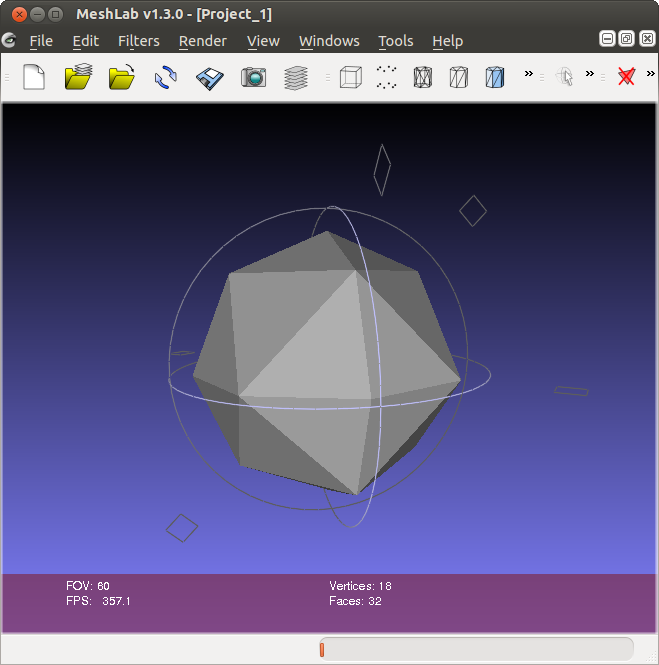 MeshLab v1.3.0 - [Project_1]
File Edit Filters Render View Windows Tools Help
FOV: 60 Vertices: 18
FPS: 357.1 Faces: 32